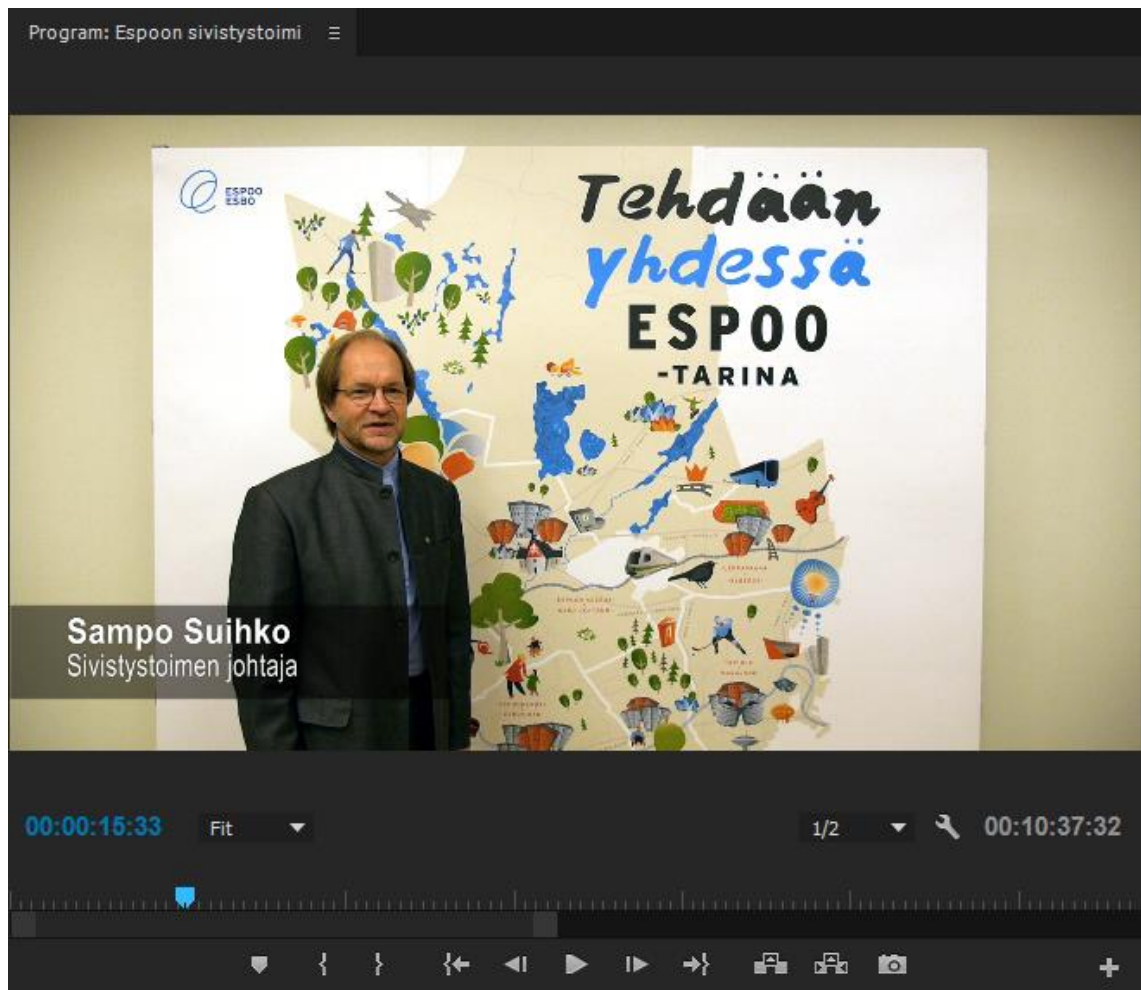 Program: Espoon sivistystoimi
ESPOO
ESBO
Tehdään
yhdessä
ESPOO
-TARINA
Sampo Suihko
Sivistystoimen johtaja
00:00:15:33
Fit
1/2
00:10:37:32